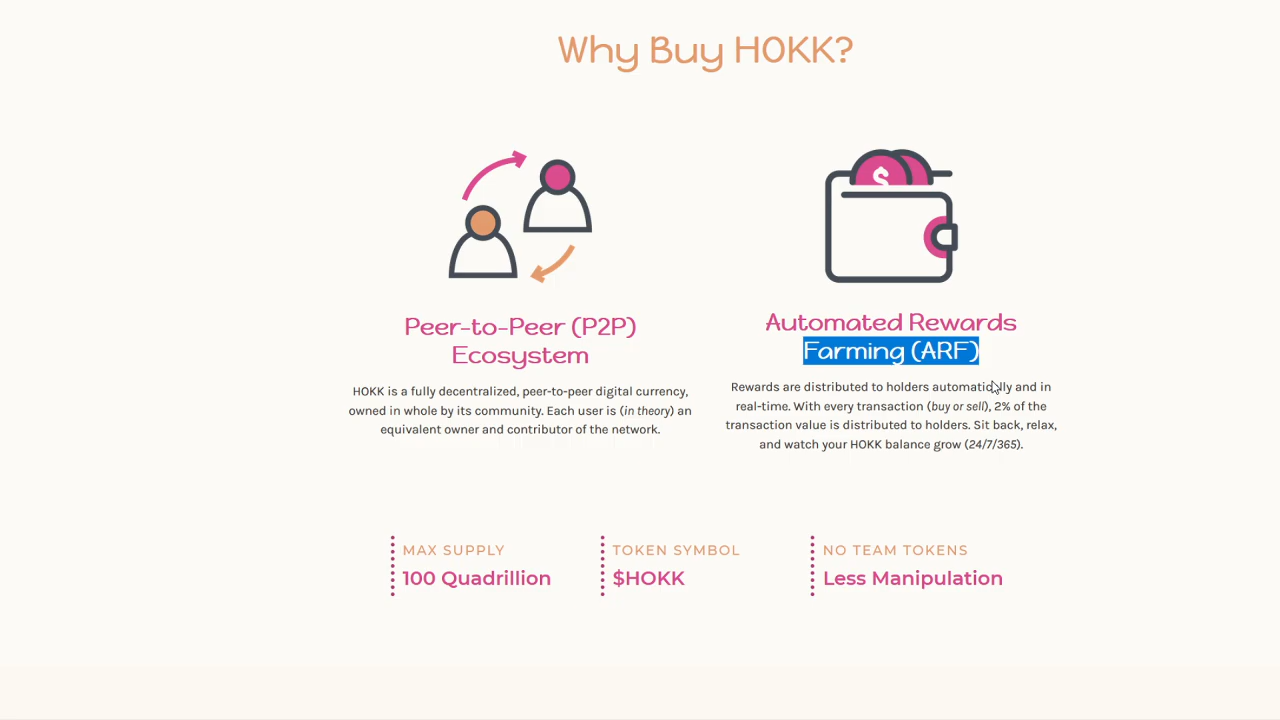 Why Buy HOKK?
$
Peer-to-Peer (P2P)
Ecosystem
HOKK is a fully decentralized, peer-to-peer digital currency,
owned in whole by its community. Each user is (in theory) an
equivalent owner and contributor of the network.
Automated Rewards
Farming (ARF)
Rewards are distributed to holders automatically and in
real-time. With every transaction (buy or sell), 2% of the
transaction value is distributed to holders. Sit back, relax,
and watch your HOKK balance grow (24/7/365).
MAX SUPPLY
100 Quadrillion
TOKEN SYMBOL
$HOKK
NO TEAM TOKENS
Less Manipulation